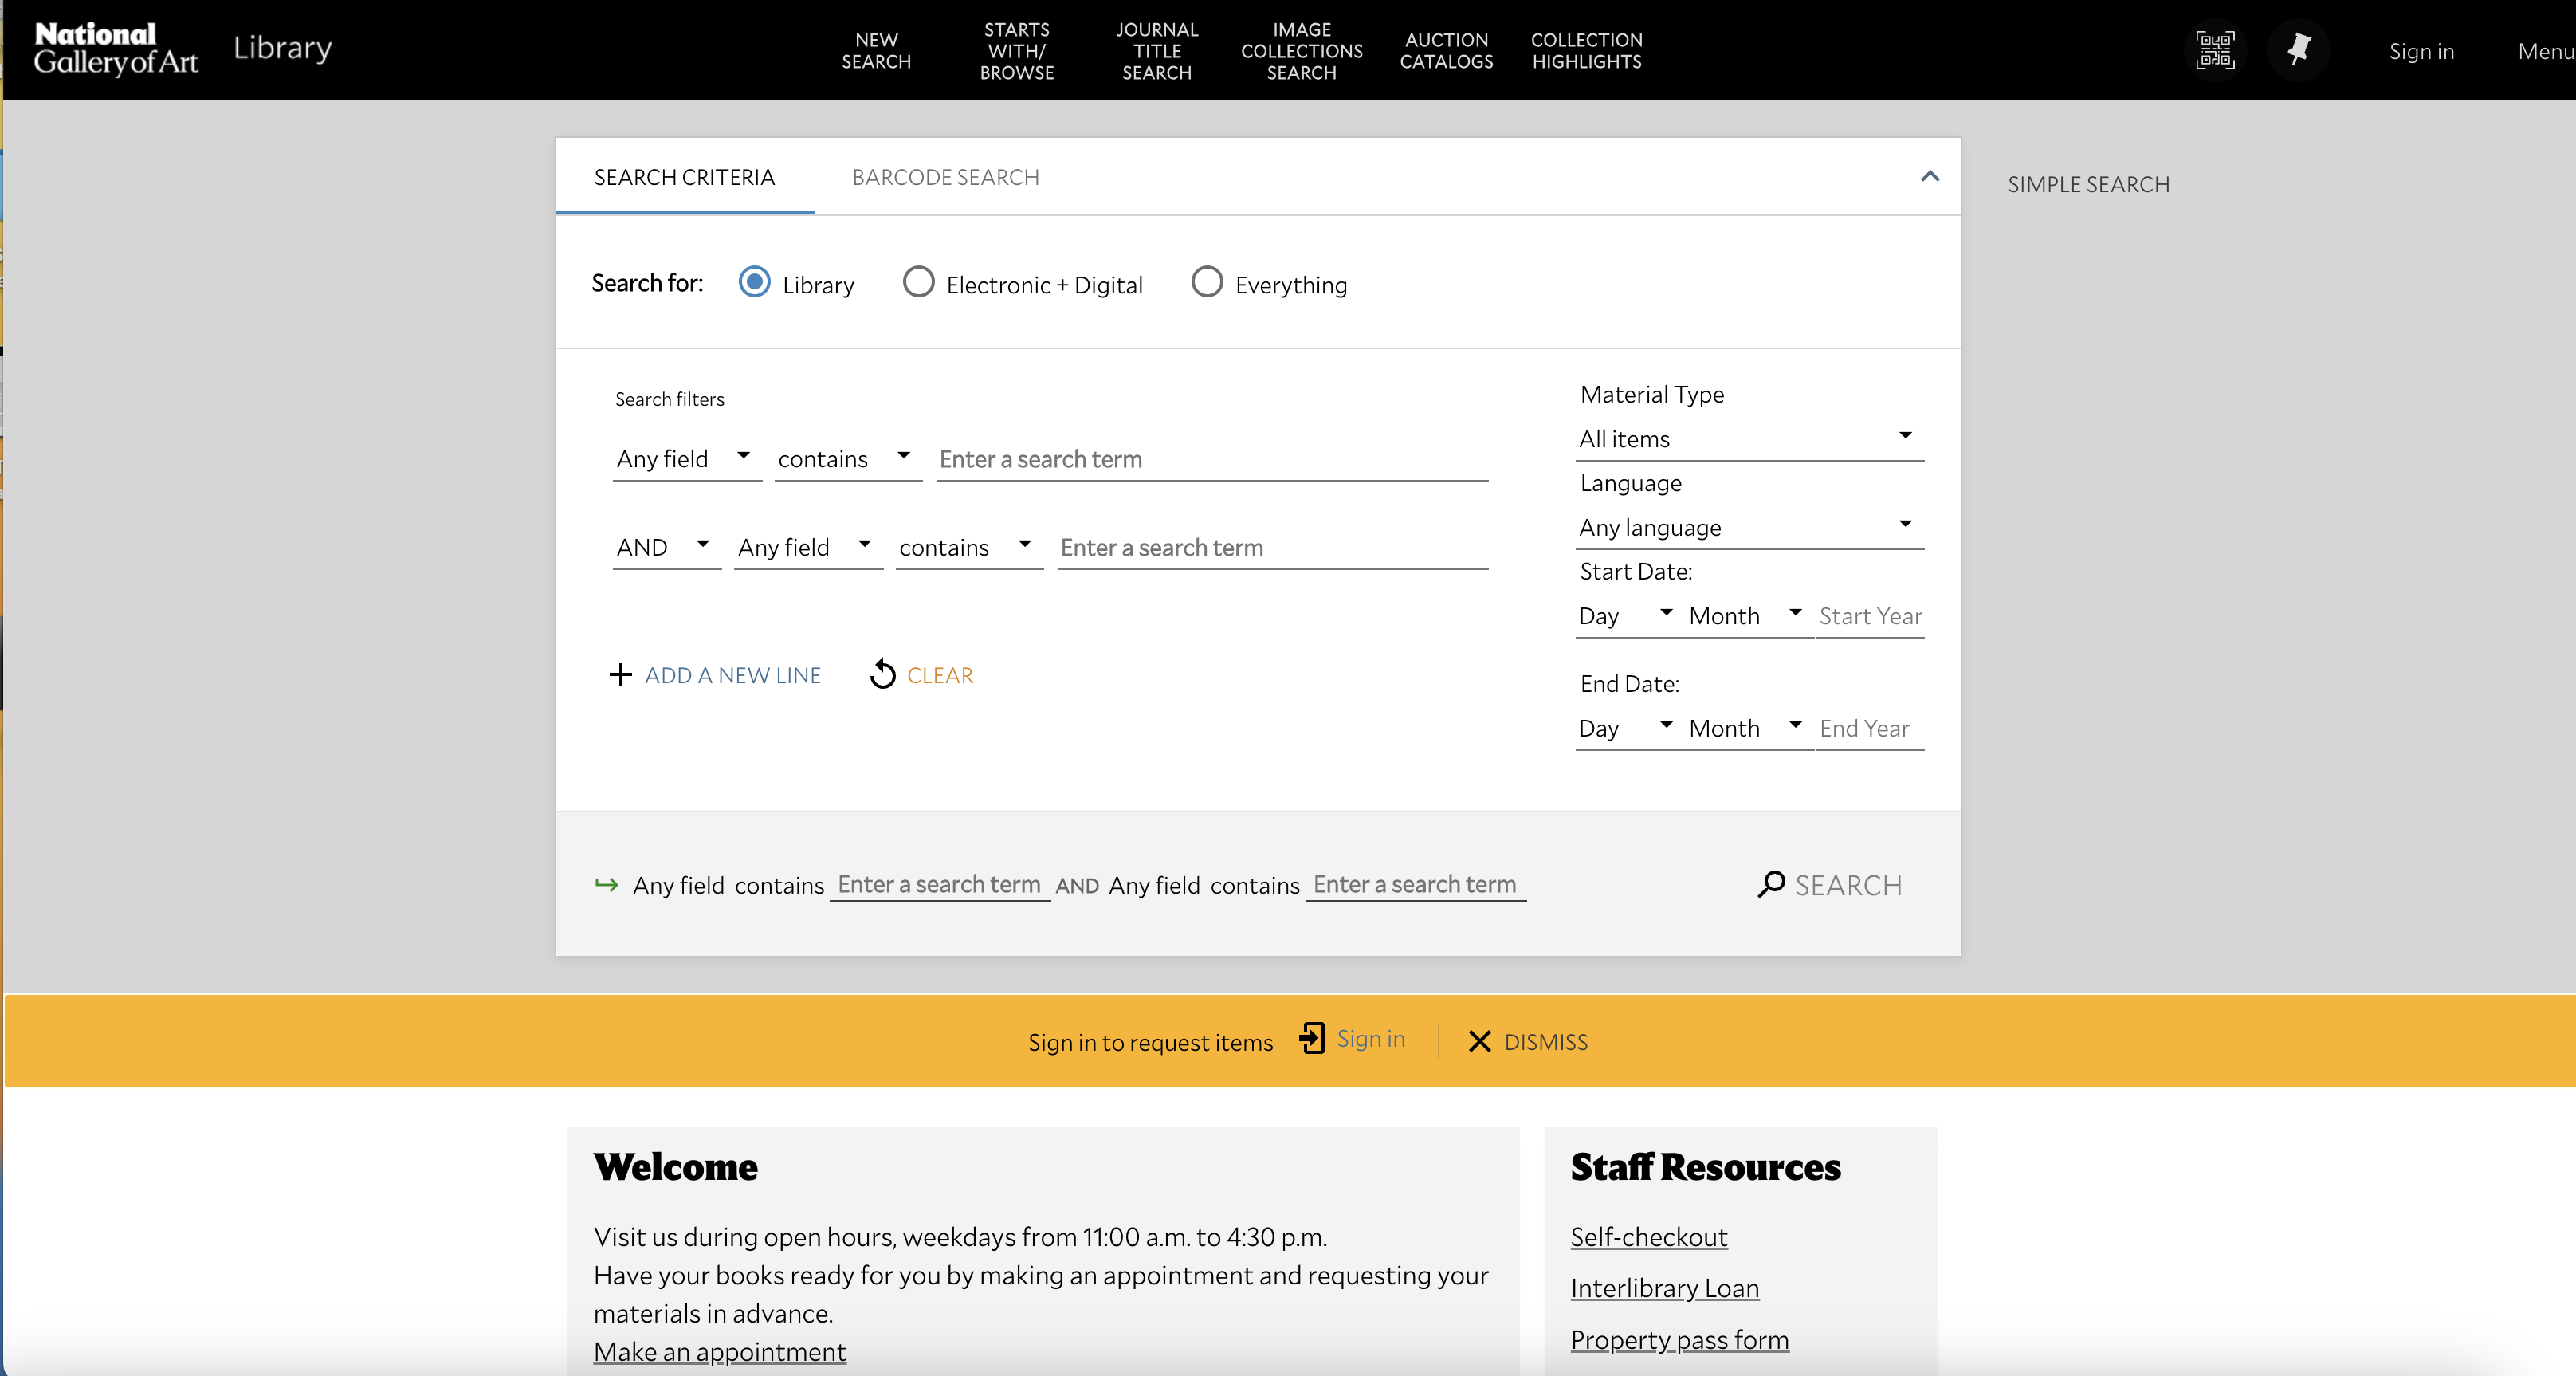 National
Gallery of Art
Library
NEW
SEARCH
STARTS
WITH/
BROWSE
JOURNAL
TITLE
SEARCH
IMAGE
COLLECTIONS
SEARCH
AUCTION
CATALOGS
COLLECTION
HIGHLIGHTS
Sign in
Menu
SEARCH CRITERIA
BARCODE SEARCH
SIMPLE SEARCH
Search for:
Library
Electronic + Digital
Everything
Search filters
Any field
contains
Enter a search term
AND
Any field
contains
Enter a search term
ADD A NEW LINE
CLEAR
Material Type
All items
Language
Any language
Start Date:
Day
Month
Start Year
End Date:
Day
Month
End Year
Any field contains Enter a search term AND Any field contains Enter a search term
SEARCH
Sign in to request items
Sign in
DISMISS
Welcome
Visit us during open hours, weekdays from 11:00 a.m. to 4:30 p.m.
Have your books ready for you by making an appointment and requesting your
materials in advance.
Make an appointment
Staff Resources
Self-checkout
Interlibrary Loan
Property pass form